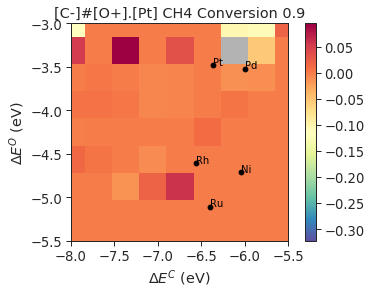 [C-]#[O+].[Pt] CH4 Conversion 0.9
−3.0
−3.5
−4.0
−4.5
−5.0
−5.5
ΔE^O (eV)
Pt
Pd
Rh
Ni
Ru
−8.0 −7.5 −7.0 −6.5 −6.0 −5.5
ΔE^C (eV)
0.05
0.00
−0.05
−0.10
−0.15
−0.20
−0.25
−0.30